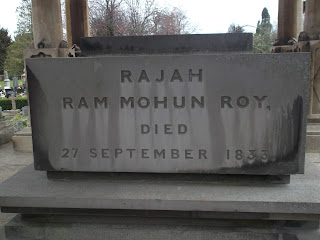 RAJAH
RAM MOHUN ROY,
DIED
27 SEPTEMBER 1833